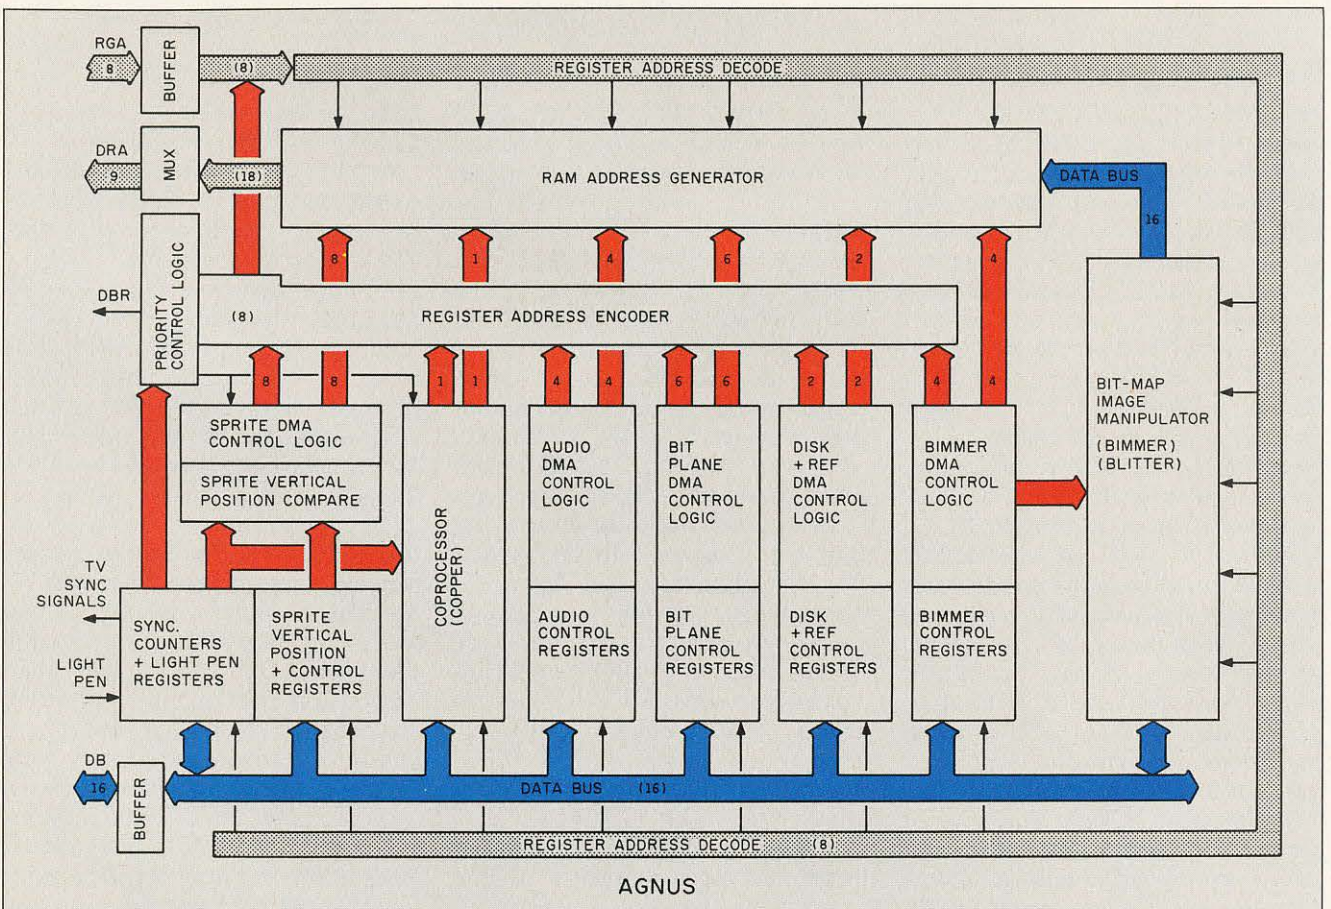 RGA
8
BUFFER
(8)
REGISTER ADDRESS DECODE
DRA
9
MUX
(18)
RAM ADDRESS GENERATOR
DATA BUS
16
PRIORITY
CONTROL LOGIC
DBR
8
1
4
6
2
4
(8)
REGISTER ADDRESS ENCODER
8
8
1
1
4
4
6
6
2
2
4
4
SPRITE DMA
CONTROL LOGIC
SPRITE VERTICAL
POSITION COMPARE
COPROCESSOR
(COPPER)
AUDIO
DMA
CONTROL
LOGIC
BIT
PLANE
DMA
CONTROL
LOGIC
DISK
+ REF
DMA
CONTROL
LOGIC
BIMMER
DMA
CONTROL
LOGIC
BIT-MAP
IMAGE
MANIPULATOR
(BIMMER)
(BLITTER)
TV
SYNC
SIGNALS
LIGHT
PEN
SYNC.
COUNTERS
+ LIGHT PEN
REGISTERS
SPRITE
VERTICAL
POSITION
+ CONTROL
REGISTERS
AUDIO
CONTROL
REGISTERS
BIT
PLANE
CONTROL
REGISTERS
DISK
+ REF
CONTROL
REGISTERS
BIMMER
CONTROL
REGISTERS
DB
16
BUFFER
DATA BUS (16)
REGISTER ADDRESS DECODE (8)
AGNUS